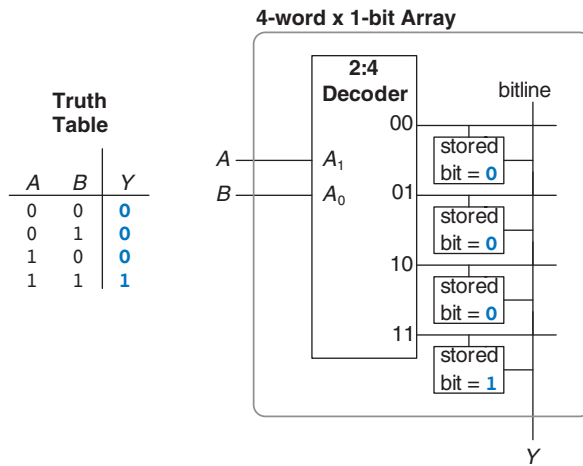 4-word x 1-bit Array
2:4
Decoder
bitline
Truth
Table
A B Y
0 0 0
0 1 0
1 0 0
1 1 1
A
B
A1
A0
00
stored
bit = 0
01
stored
bit = 0
10
stored
bit = 0
11
stored
bit = 1
Y